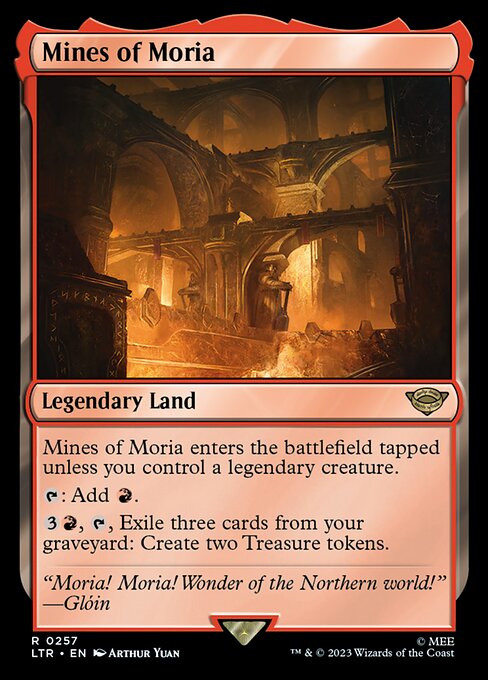 Mines of Moria
Legendary Land
Mines of Moria enters the battlefield tapped
unless you control a legendary creature.
: Add .
3 , , Exile three cards from your
graveyard: Create two Treasure tokens.
“Moria! Moria! Wonder of the Northern world!”
—Glóin
R 0257
LTR • EN Arthur Yuan
© MEE
™ & © 2023 Wizards of the Coast